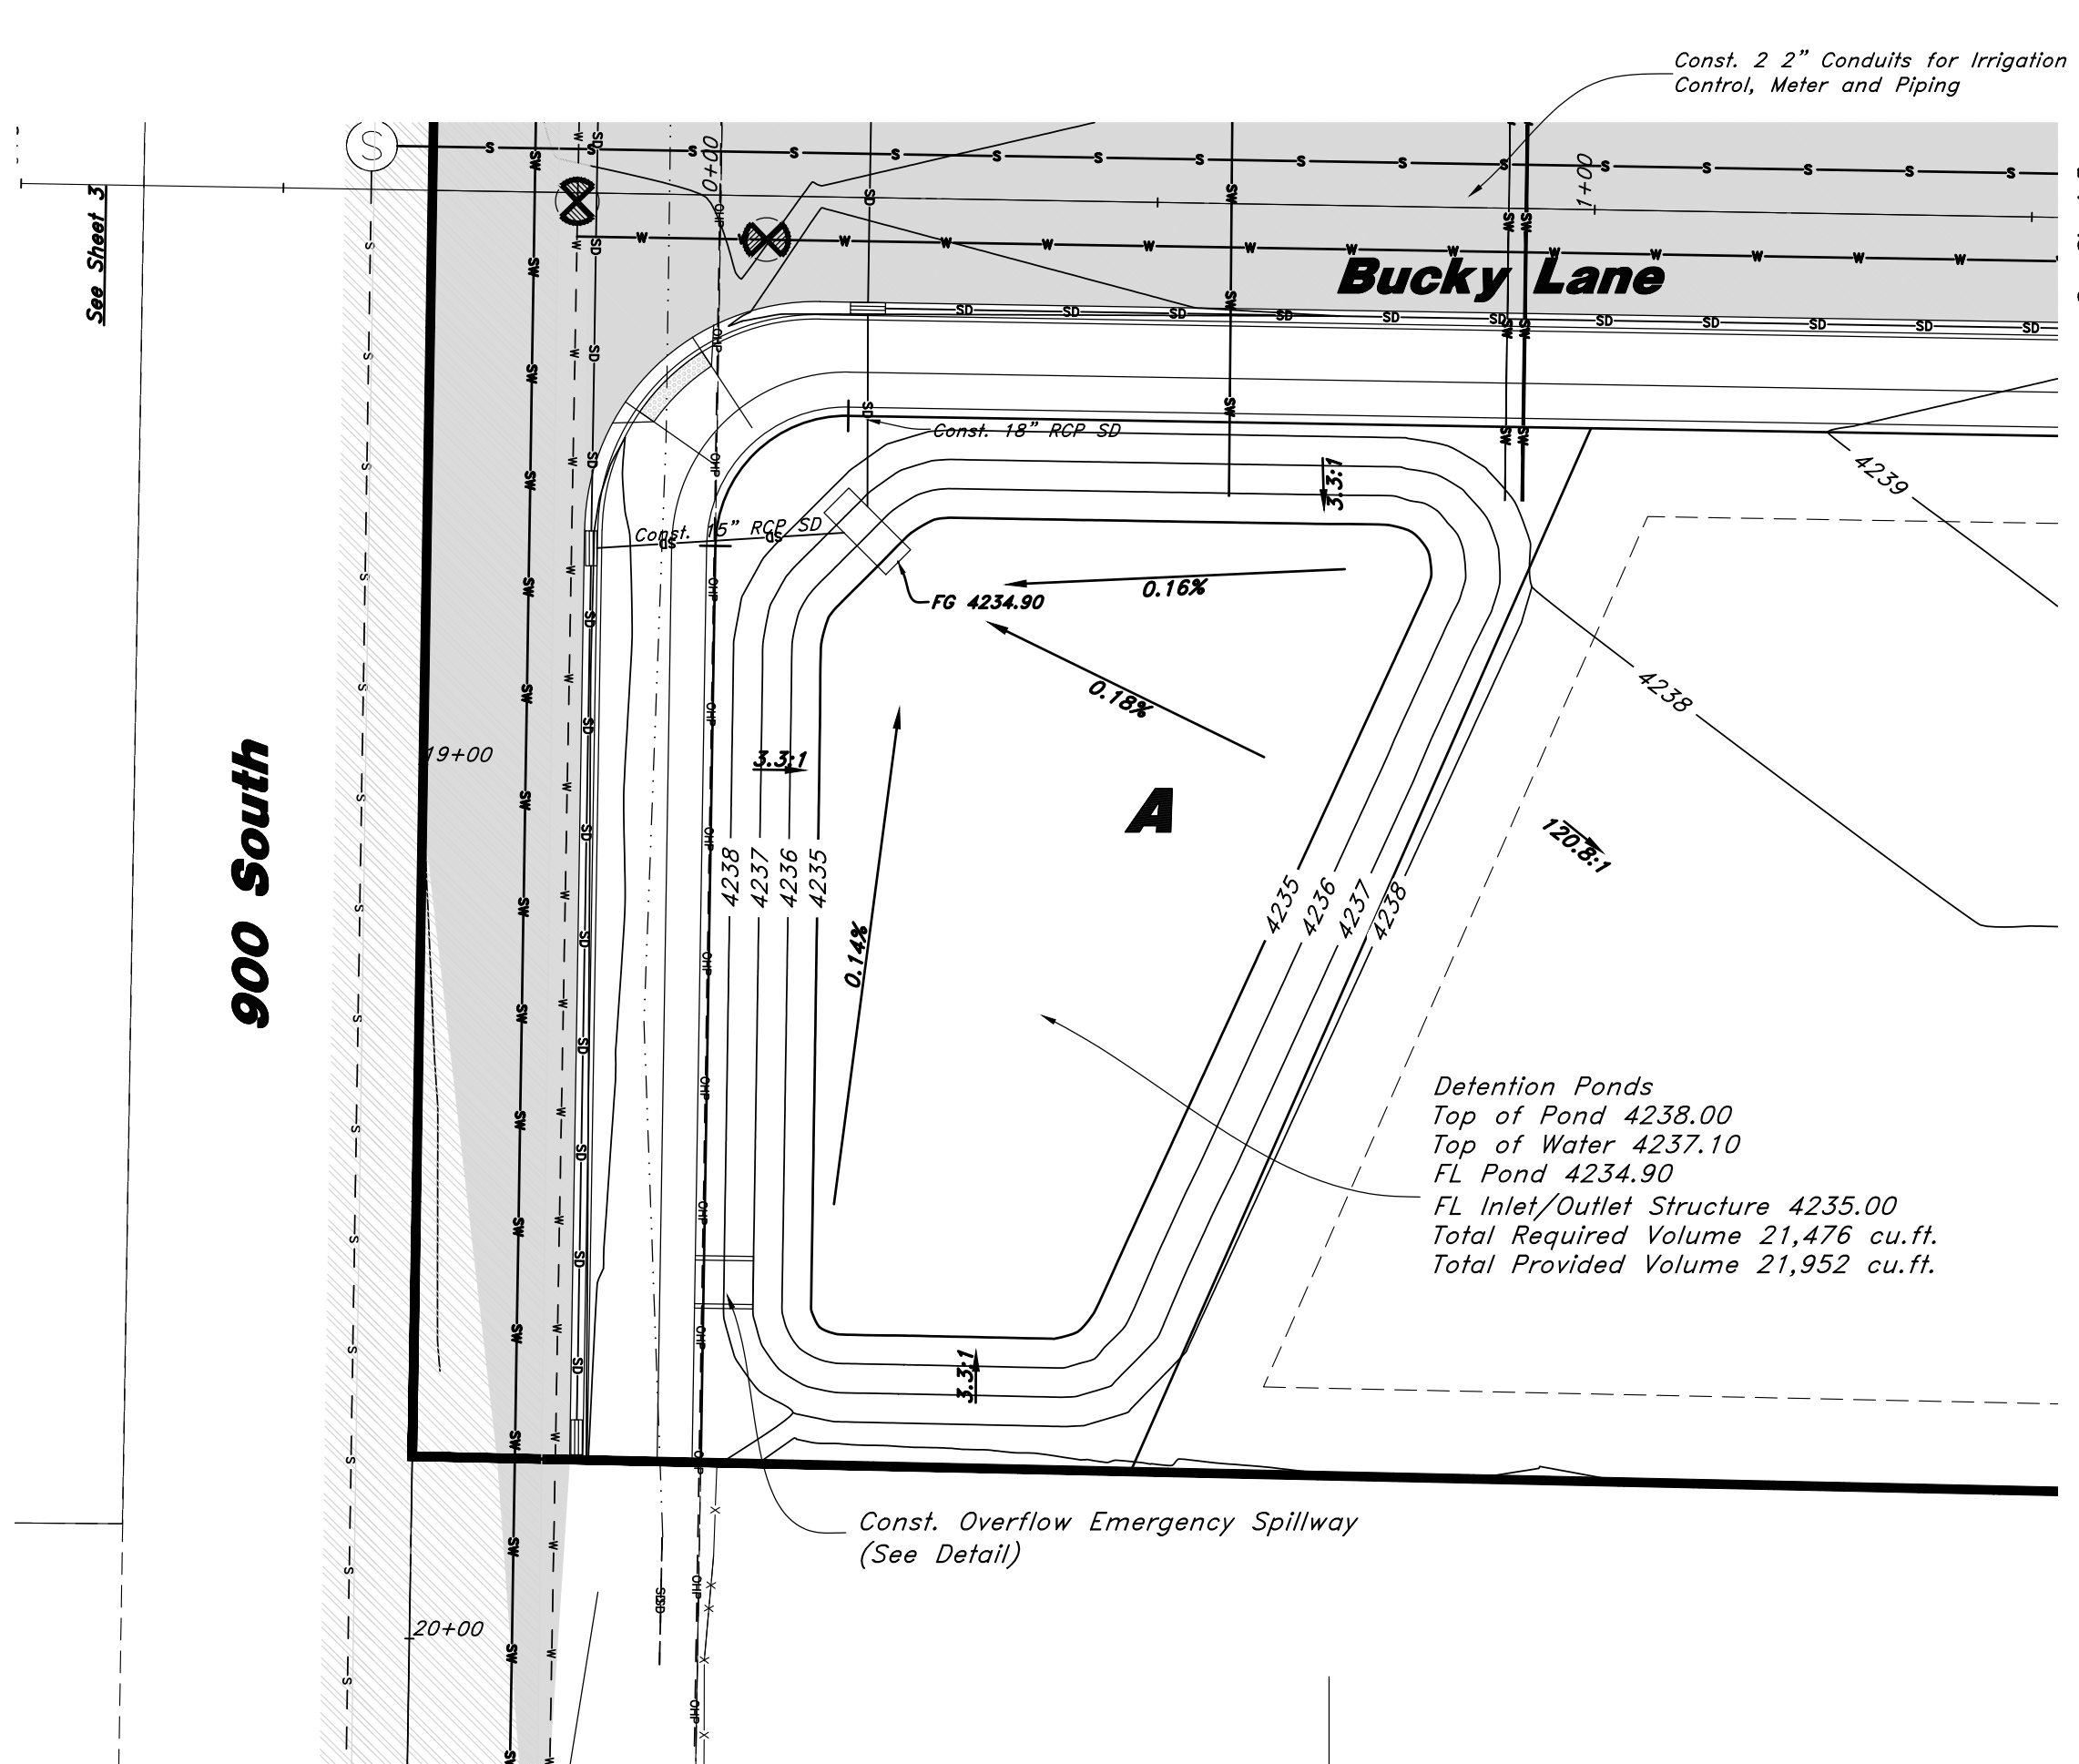 Const. 2 2” Conduits for Irrigation
Control, Meter and Piping
See Sheet 3
S
0+00
1+00
Bucky Lane
Const. 18” RCP SD
Const. 15” RCP SD
3.3:1
4239
0.16%
FG 4234.90
0.18%
4238
900 South
19+00
3.3:1
A
120.8:1
4238
4237
4236
4235
4235
4236
4237
4238
0.14%
Detention Ponds
Top of Pond 4238.00
Top of Water 4237.10
FL Pond 4234.90
FL Inlet/Outlet Structure 4235.00
Total Required Volume 21,476 cu.ft.
Total Provided Volume 21,952 cu.ft.
3.3:1
Const. Overflow Emergency Spillway
(See Detail)
20+00
S
SW
W
SD
OHP
X